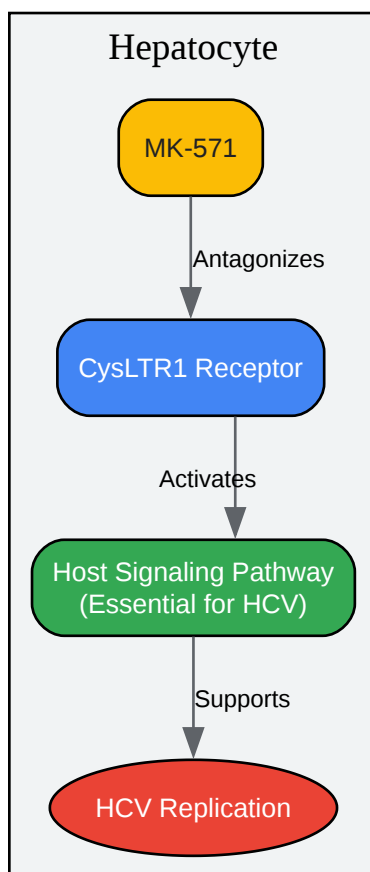 Hepatocyte
MK-571
Antagonizes
CysLTR1 Receptor
Activates
Host Signaling Pathway
(Essential for HCV)
Supports
HCV Replication